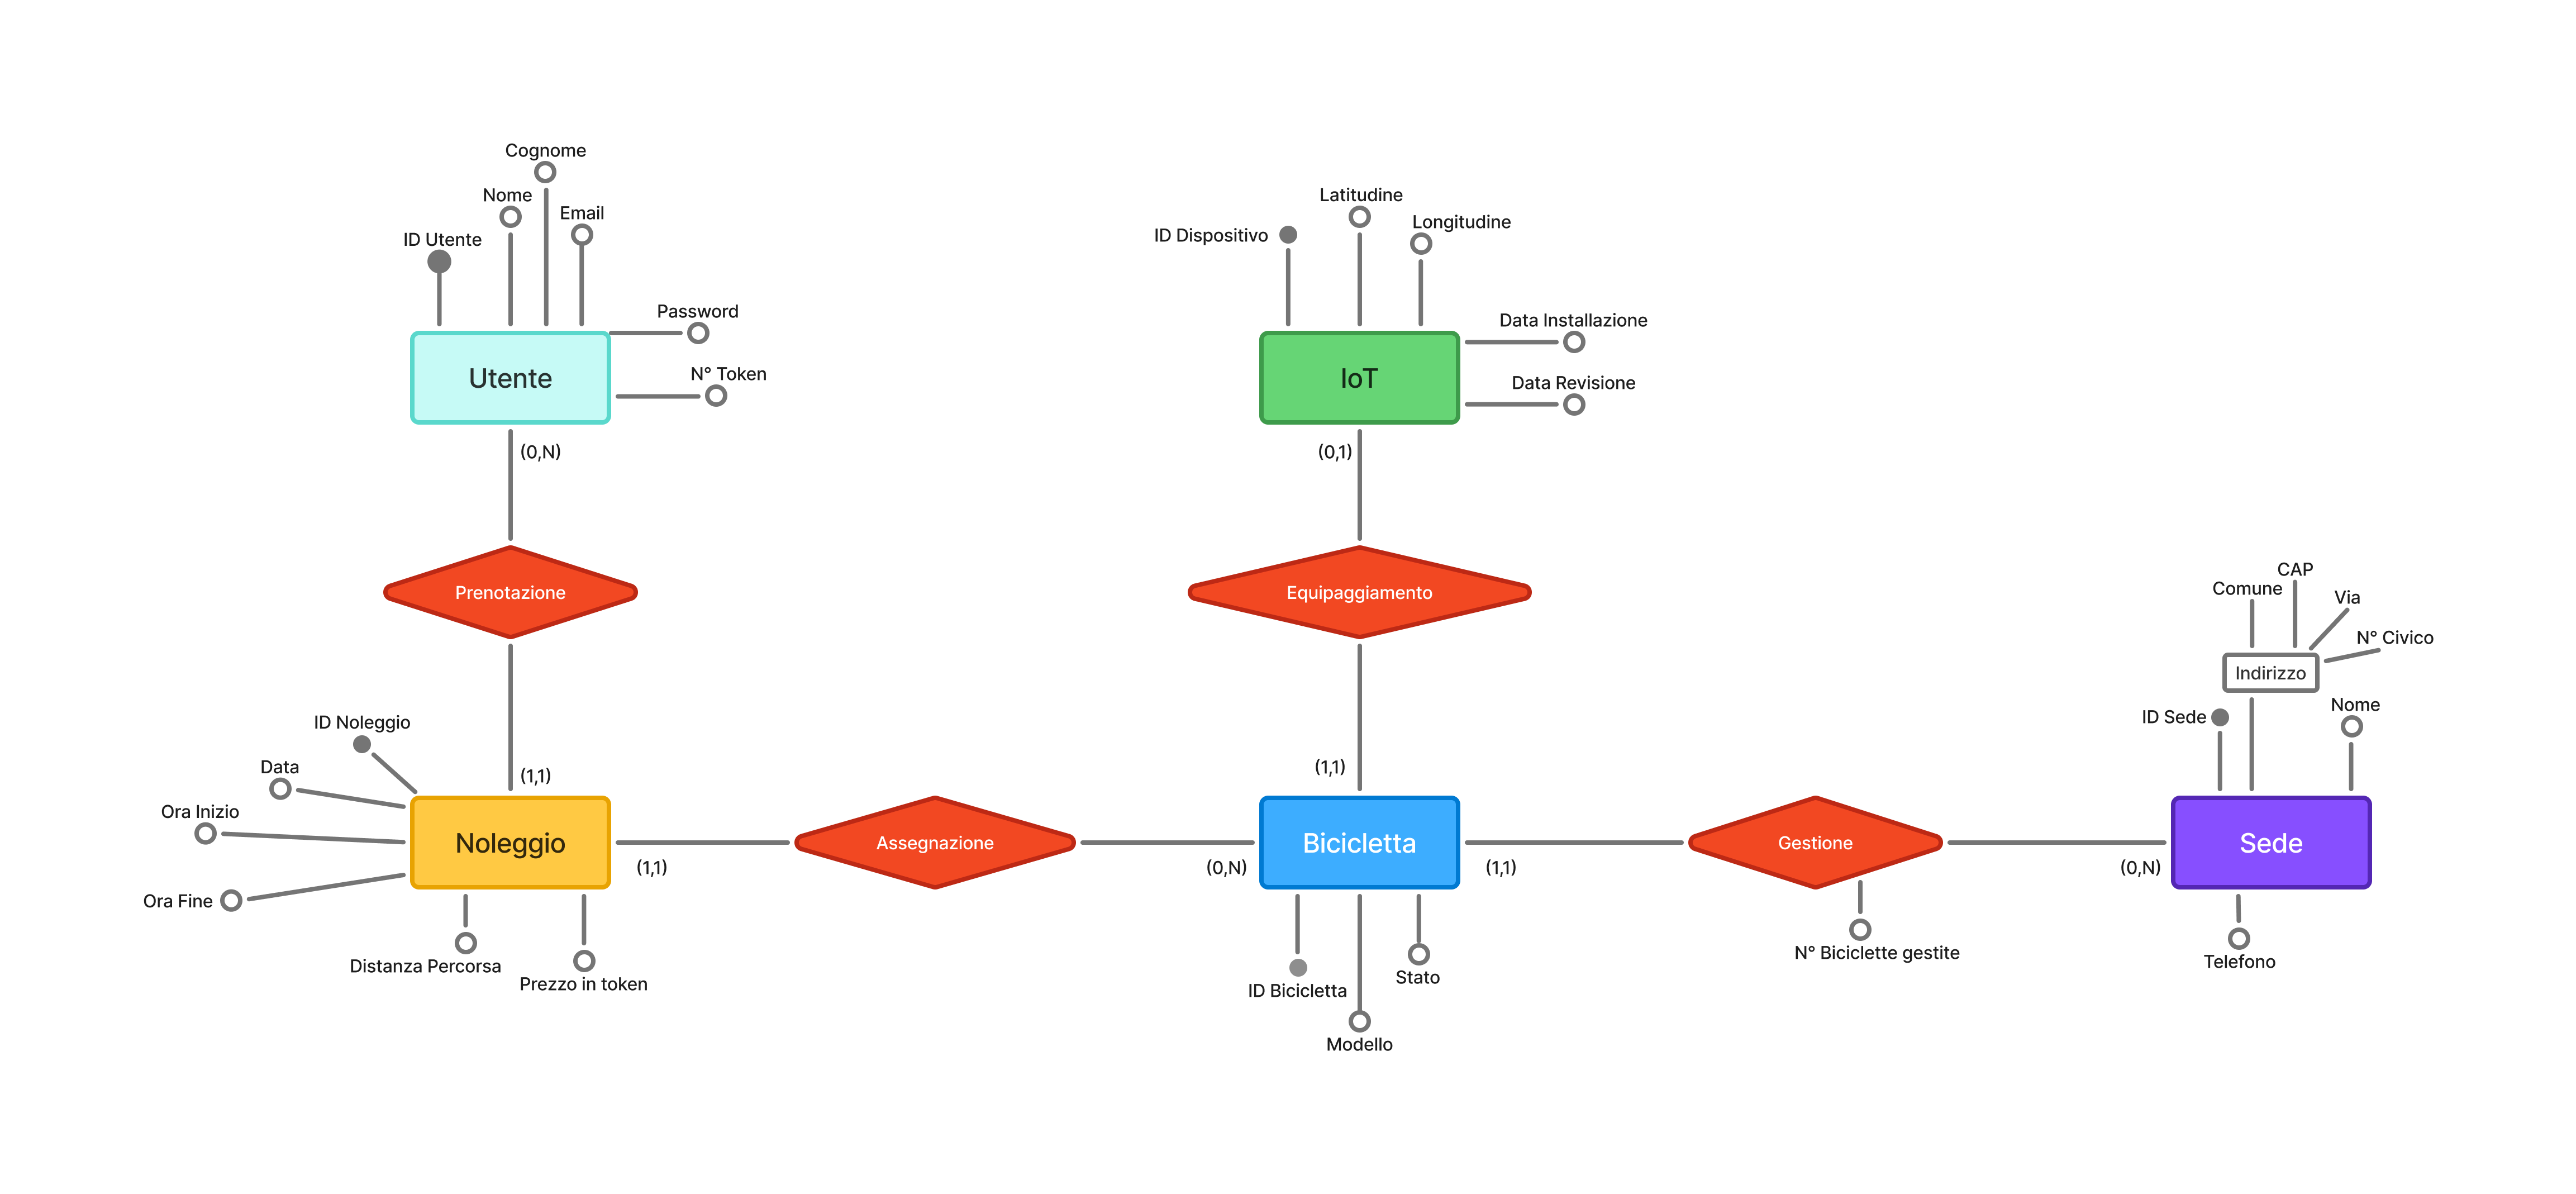 Cognome
Nome
Email
ID Utente
Password
N° Token
Utente
(0,N)
Prenotazione
(1,1)
ID Noleggio
Data
Ora Inizio
Ora Fine
Noleggio
Distanza Percorsa
Prezzo in token
(1,1)
Assegnazione
(0,N)
Latitudine
Longitudine
ID Dispositivo
Data Installazione
Data Revisione
IoT
(0,1)
Equipaggiamento
(1,1)
Bicicletta
ID Bicicletta
Modello
Stato
(1,1)
Gestione
N° Biciclette gestite
(0,N)
CAP
Comune
Via
N° Civico
Indirizzo
ID Sede
Nome
Sede
Telefono